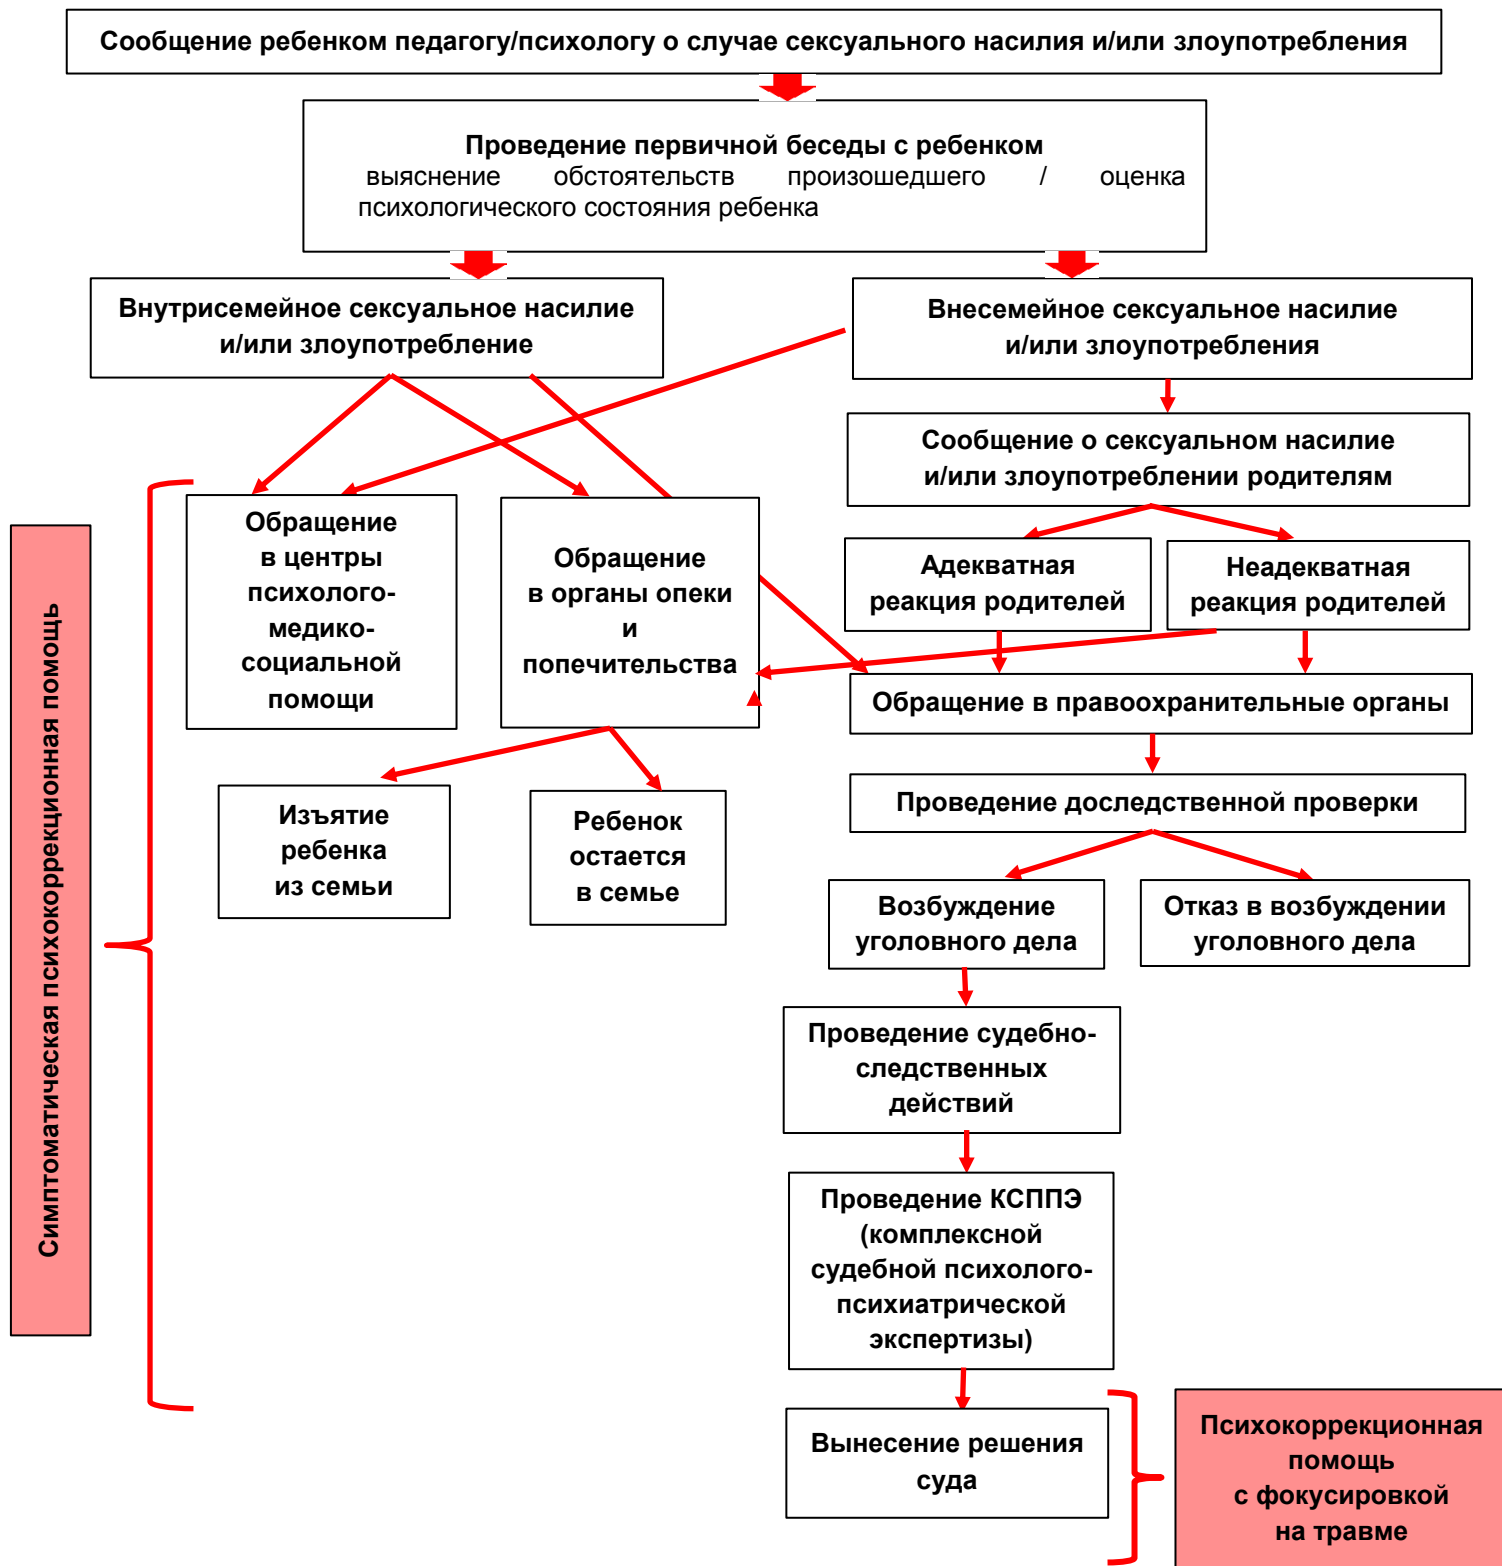 Сообщение ребенком педагогу/психологу о случае сексуального насилия и/или злоупотребления
Проведение первичной беседы с ребенком
выяснение обстоятельств произошедшего / оценка
психологического состояния ребенка
Внутрисемейное сексуальное насилие
и/или злоупотребление
Внесемейное сексуальное насилие
и/или злоупотребления
Сообщение о сексуальном насилие
и/или злоупотреблении родителям
Обращение
в центры
психолого-
медико-
социальной
помощи
Обращение
в органы опеки
и
попечительства
Адекватная
реакция родителей
Неадекватная
реакция родителей
Обращение в правоохранительные органы
Изъятие
ребенка
из семьи
Ребенок
остается
в семье
Проведение доследственной проверки
Возбуждение
уголовного дела
Отказ в возбуждении
уголовного дела
Проведение судебно-
следственных
действий
Проведение КСППЭ
(комплексной
судебной психолого-
психиатрической
экспертизы)
Вынесение решения
суда
Симптоматическая психокоррекционная помощь
Психокоррекционная
помощь
с фокусировкой
на травме